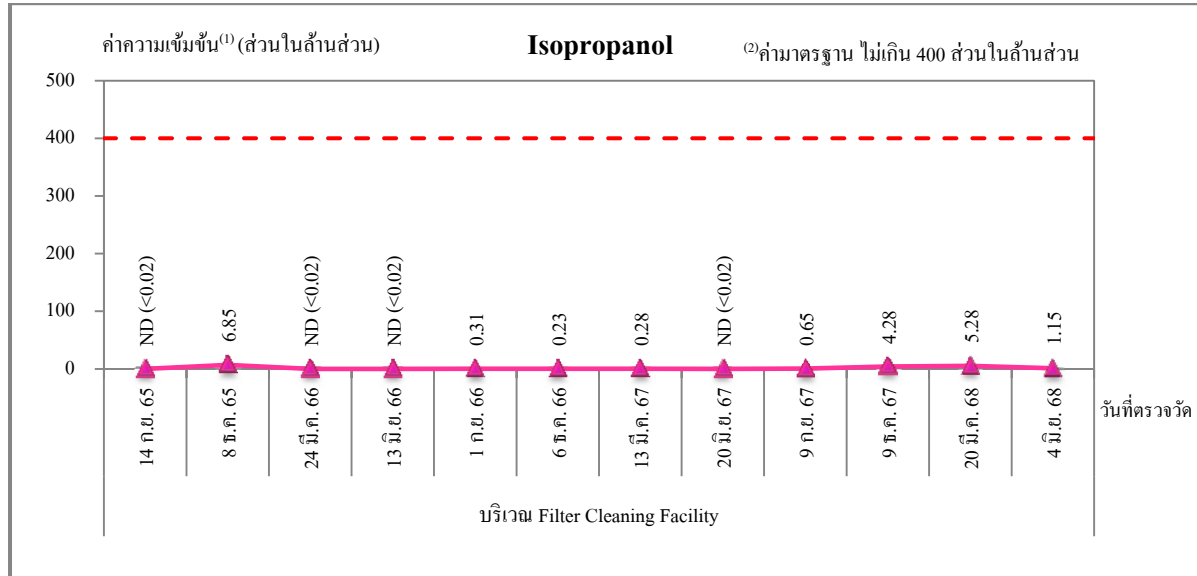 ค่าความเข้มข้น(1) (ส่วนในล้านส่วน)
Isopropanol
(2)ค่ามาตรฐาน ไม่เกิน 400 ส่วนในล้านส่วน
500
400
300
200
100
0
ND (<0.02)
6.85
ND (<0.02)
ND (<0.02)
0.31
0.23
0.28
ND (<0.02)
0.65
4.28
5.28
1.15
14 ก.ย. 65
8 ธ.ค. 65
24 มี.ค. 66
13 มิ.ย. 66
1 ก.ย. 66
6 ธ.ค. 66
13 มี.ค. 67
20 มิ.ย. 67
9 ก.ย. 67
9 ธ.ค. 67
20 มี.ค. 68
4 มิ.ย. 68
วันที่ตรวจวัด
บริเวณ Filter Cleaning Facility